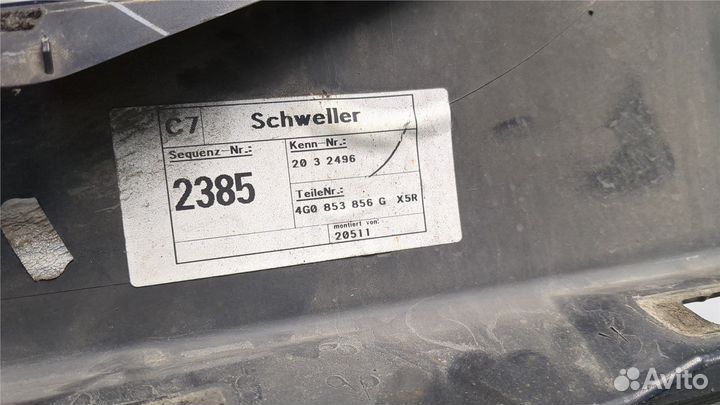 C7 Schweller
Sequenz-Nr.:
2385
Kenn-Nr.:
20 3 2496
TeileNr.:
4G0 853 856 G X5R
montiert von:
20511
Avito